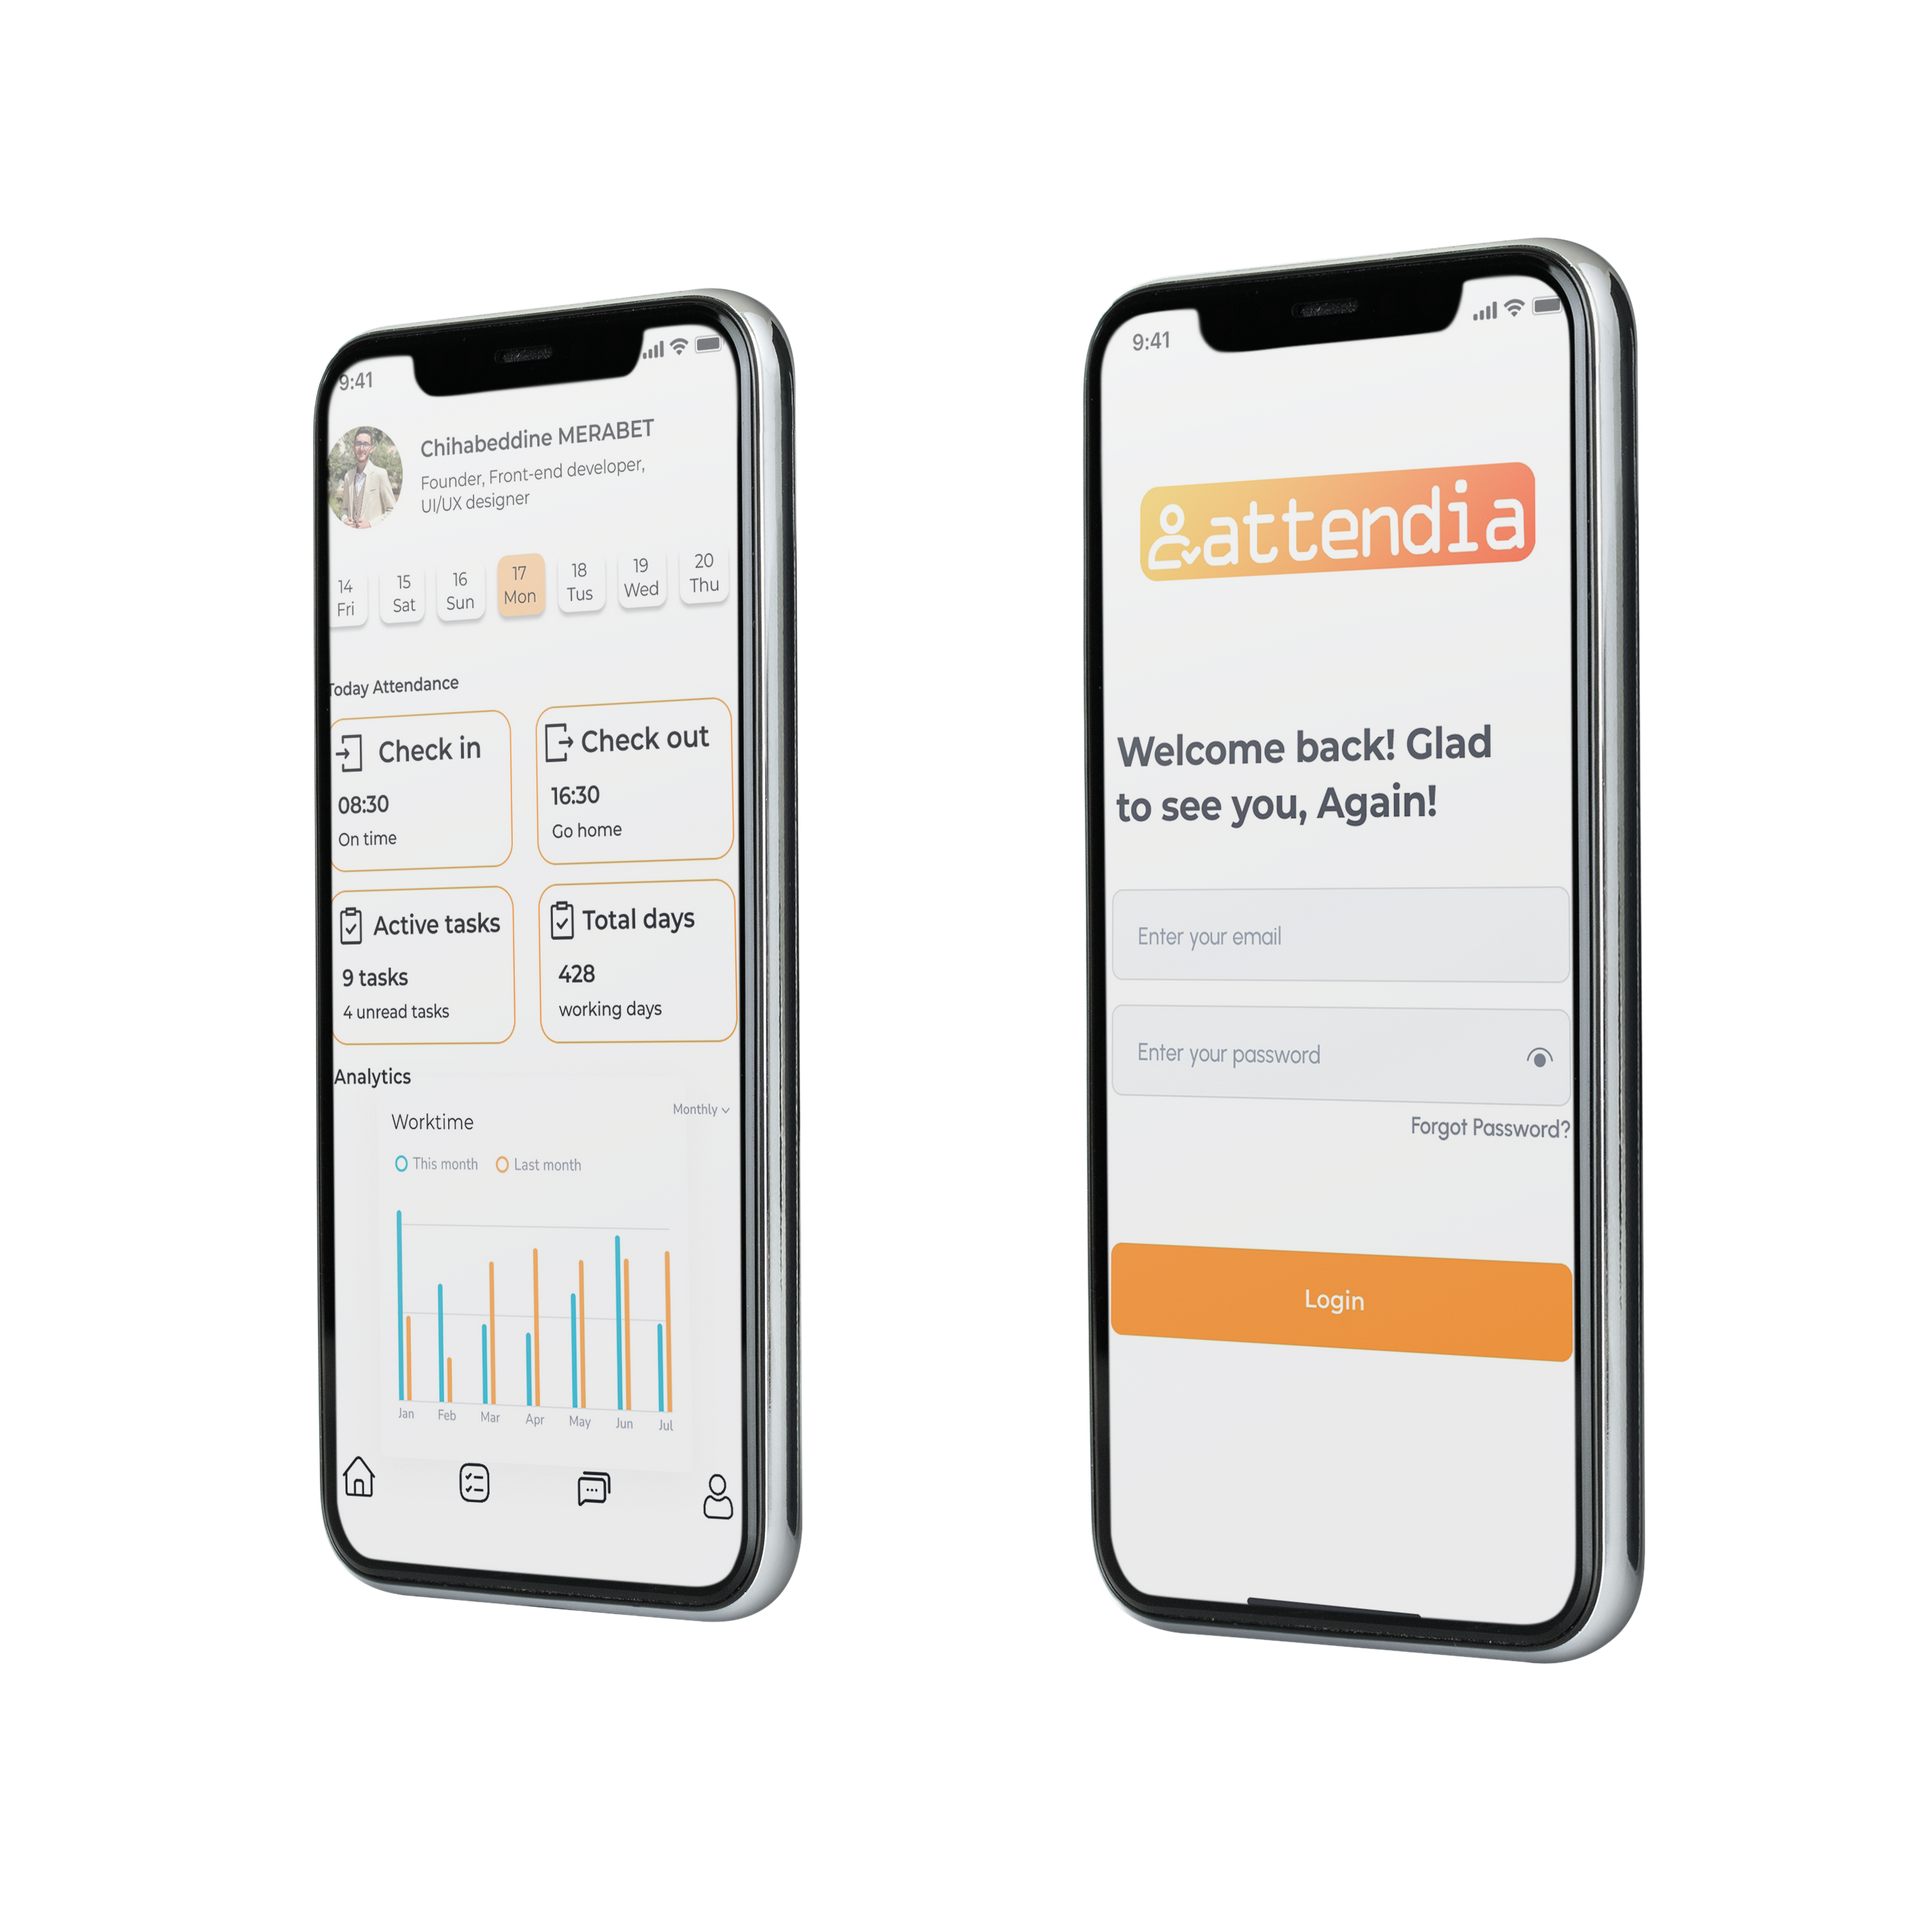 9:41
Chihabeddine MERABET
Founder, Front-end developer,
UI/UX designer
14 15 16 17 18 19 20
Fri Sat Sun Mon Tus Wed Thu
Today Attendance
Check in
08:30
On time
Check out
16:30
Go home
Active tasks
9 tasks
4 unread tasks
Total days
428
working days
Analytics
Worktime
Monthly
This month Last month
Jan Feb Mar Apr May Jun Jul
9:41
attendia
Welcome back! Glad
to see you, Again!
Enter your email
Enter your password
Forgot Password?
Login